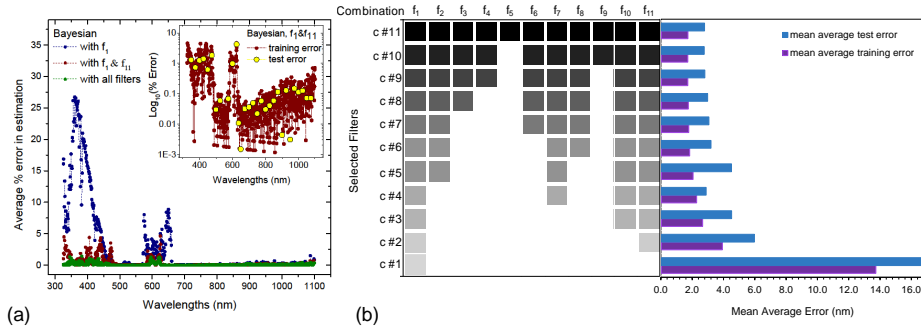 Bayesian
with f1
with f1 & f11
with all filters
Average % error in estimation
35
30
25
20
15
10
5
0
300 400 500 600 700 800 900 1000 1100
Wavelengths (nm)
(a)
Bayesian, f1&f11
training error
test error
Log10(% Error)
10
1
0.1
0.01
1E-3
400 600 800 1000
Wavelengths (nm)
Combination f1 f2 f3 f4 f5 f6 f7 f8 f9 f10 f11
Selected Filters
c #11
c #10
c #9
c #8
c #7
c #6
c #5
c #4
c #3
c #2
c #1
(b)
mean average test error
mean average training error
0.0 2.0 4.0 6.0 8.0 12.0 14.0 16.0
Mean Average Error (nm)